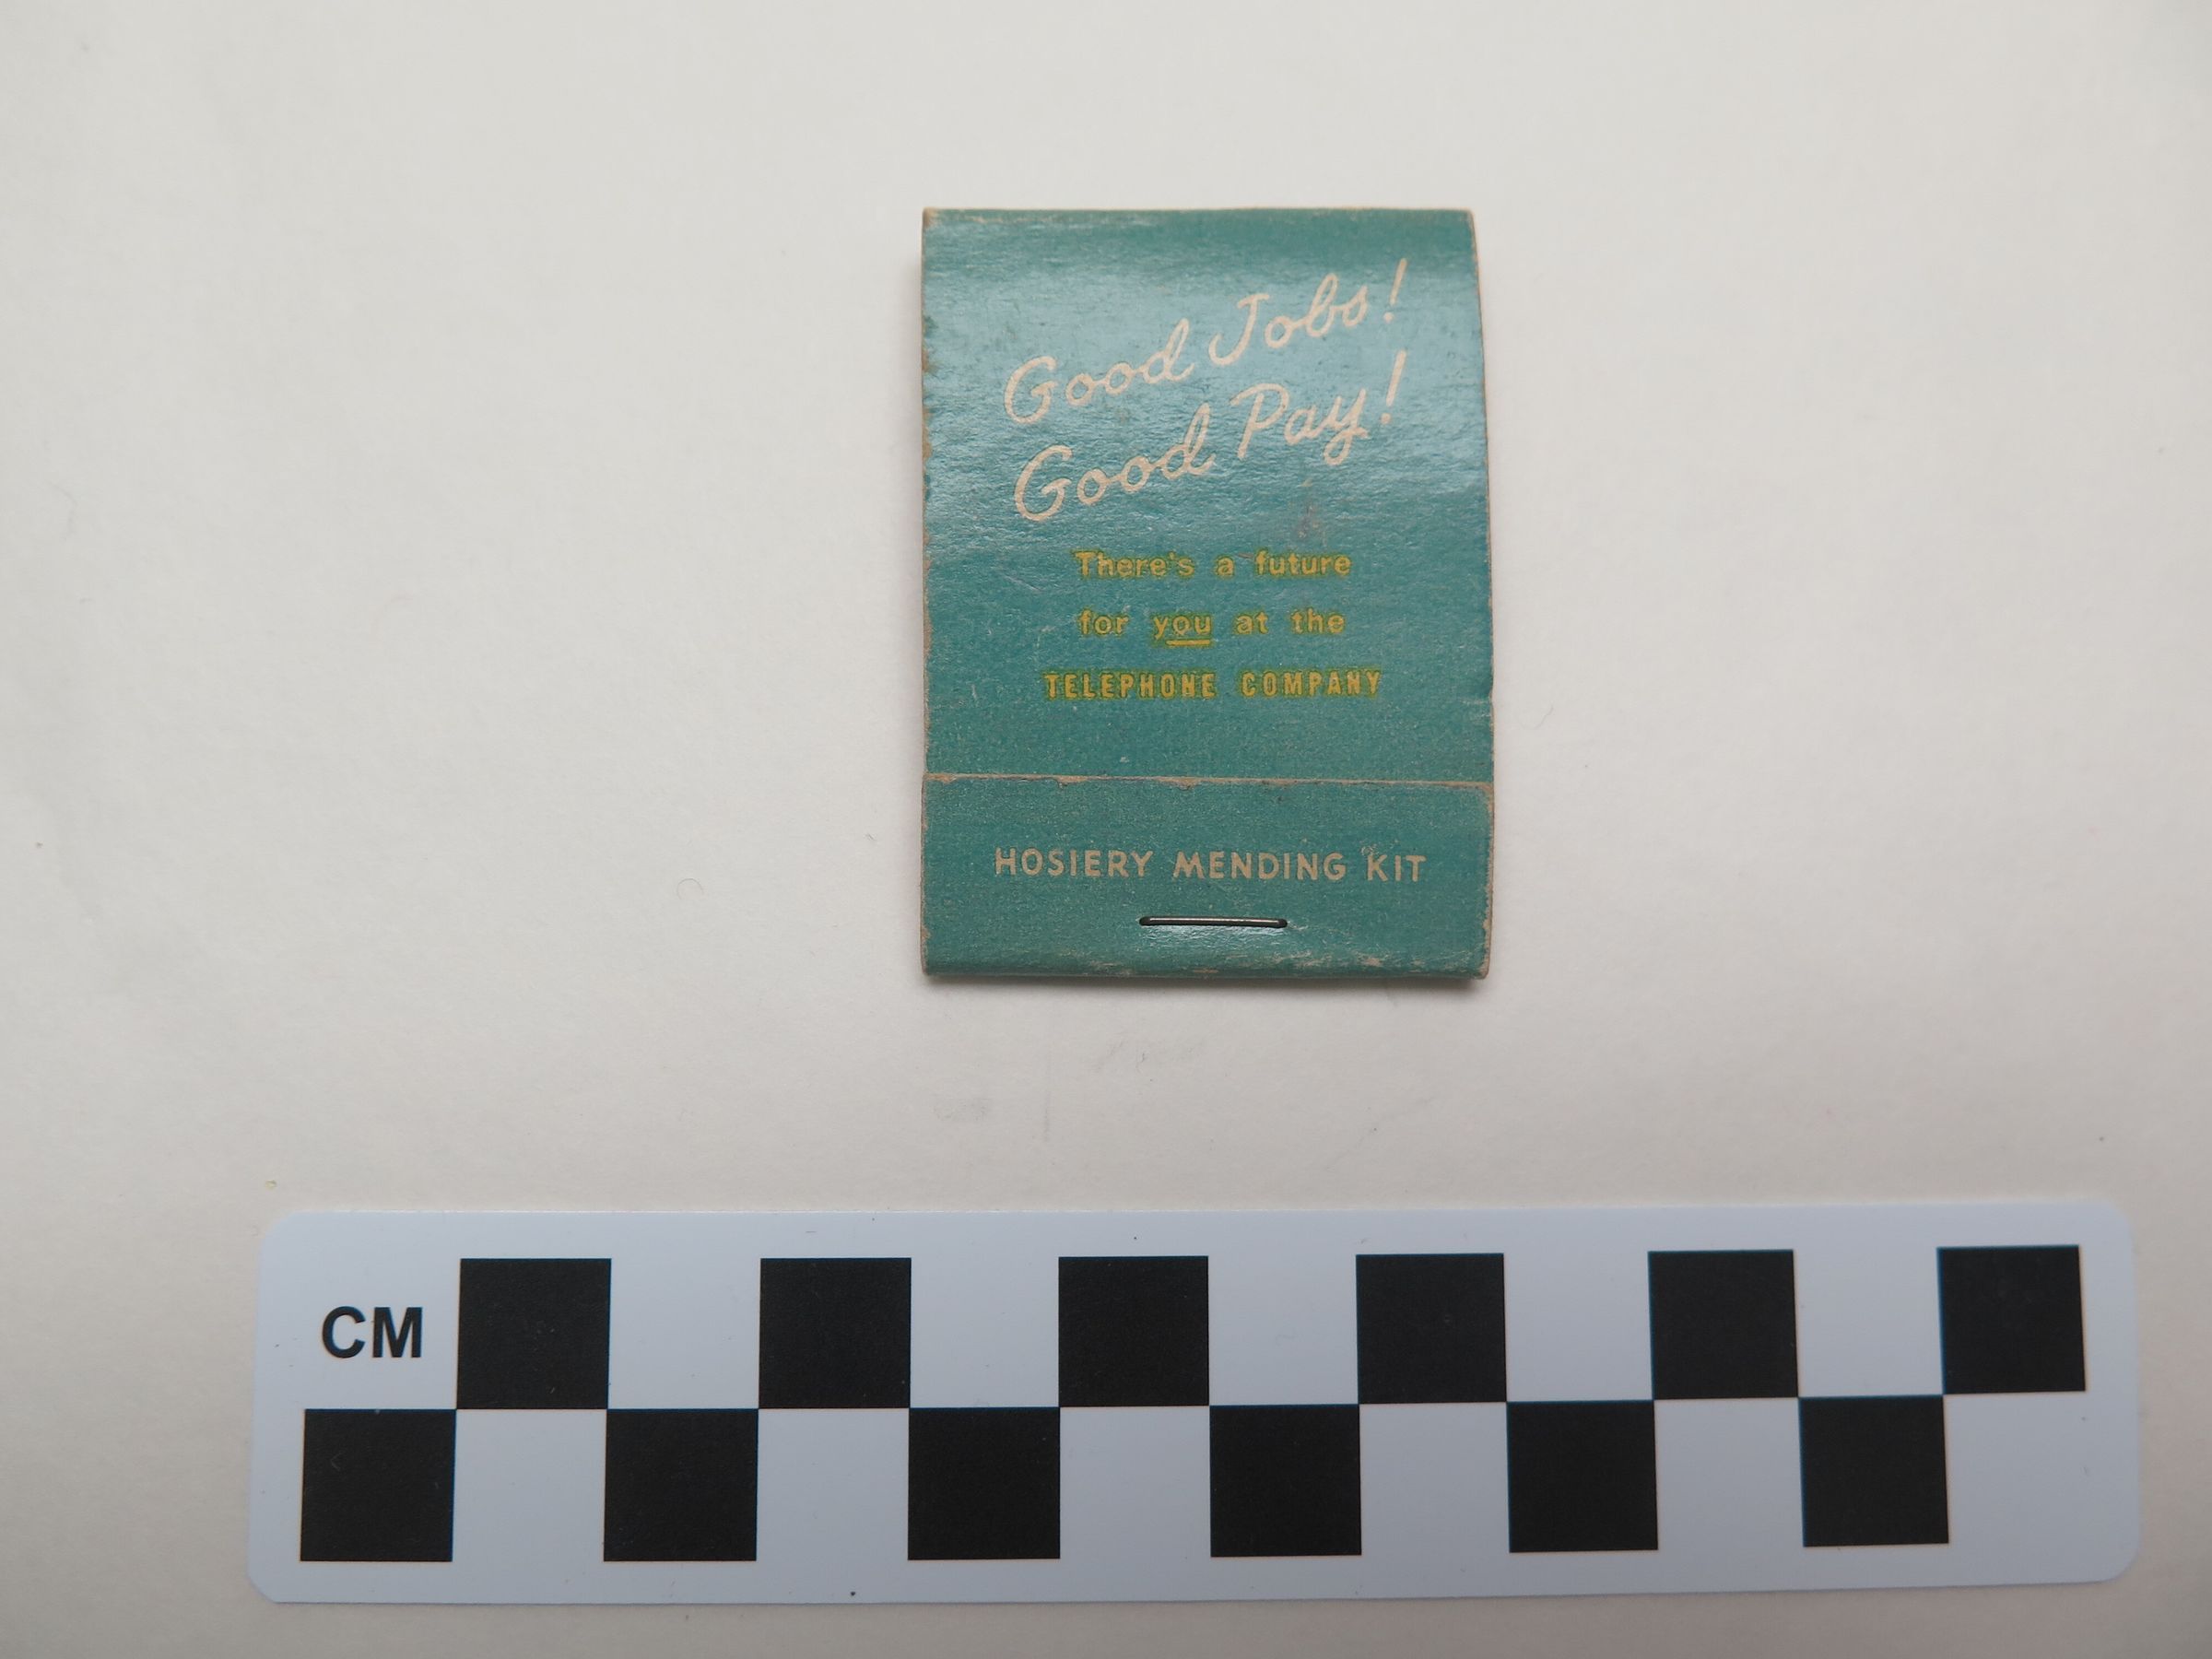 Good Jobs!
Good Pay!
There's a future
for you at the
TELEPHONE COMPANY
HOSIERY MENDING KIT
CM